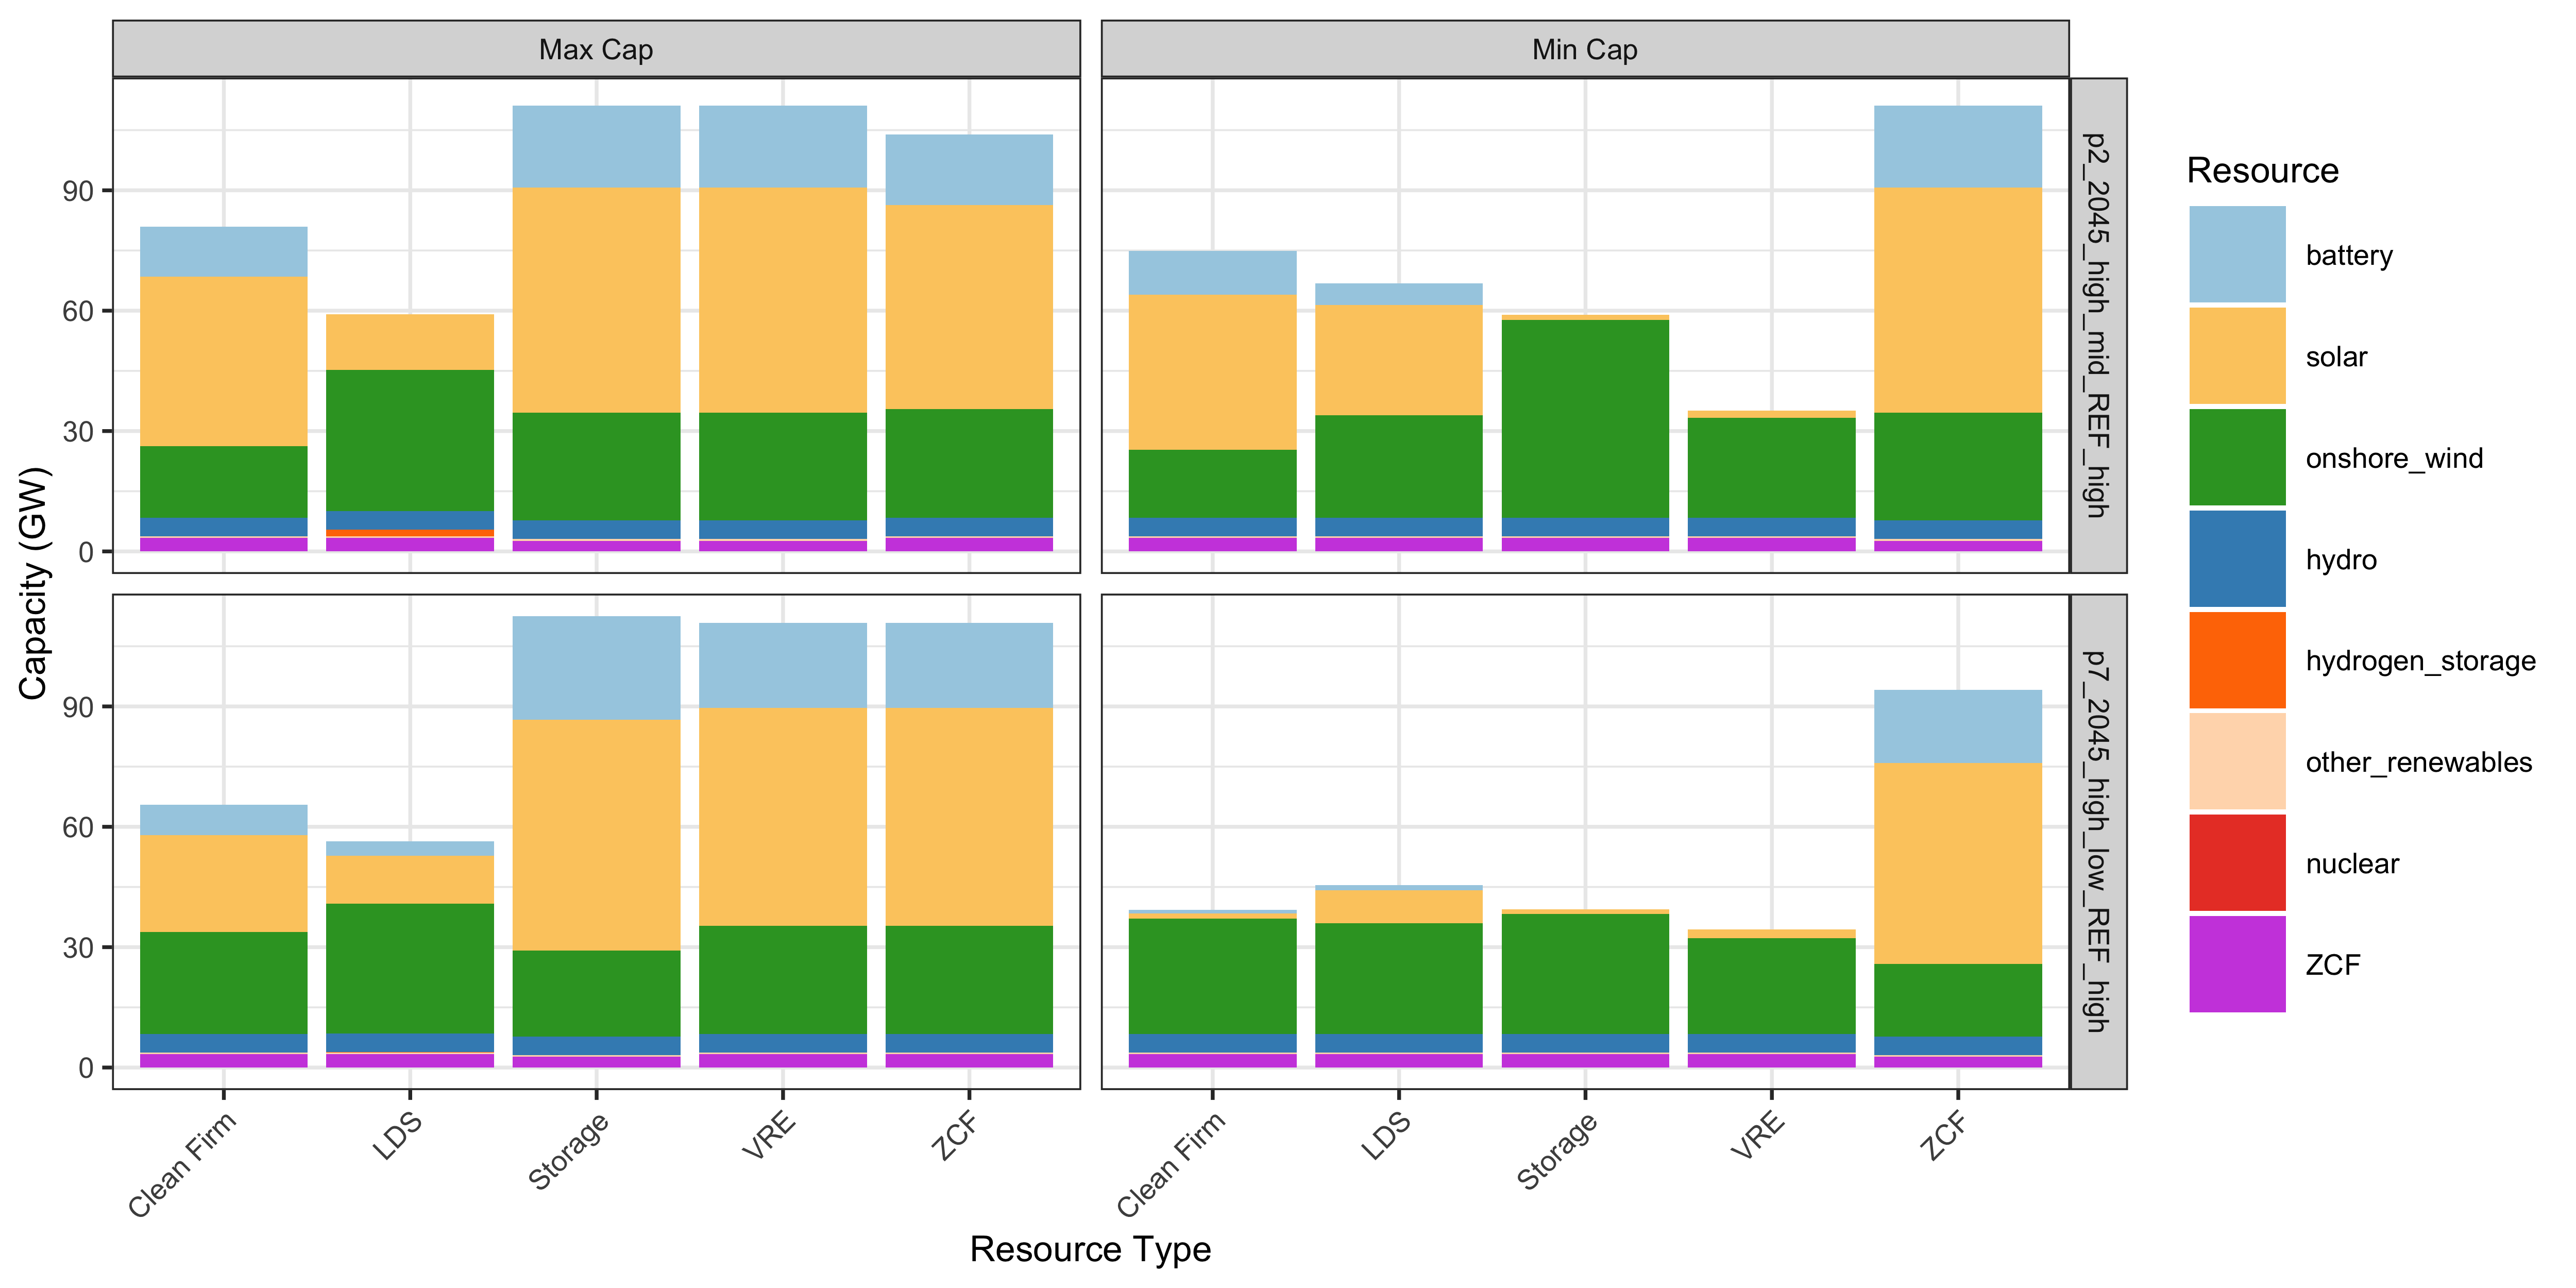 Max Cap
Min Cap
Capacity (GW)
90
60
30
0
p2_2045_high_mid_REF_high
90
60
30
0
p7_2045_high_low_REF_high
Clean Firm
LDS
Storage
VRE
ZCF
Clean Firm
LDS
Storage
VRE
ZCF
Resource Type
Resource
battery
solar
onshore_wind
hydro
hydrogen_storage
other_renewables
nuclear
ZCF